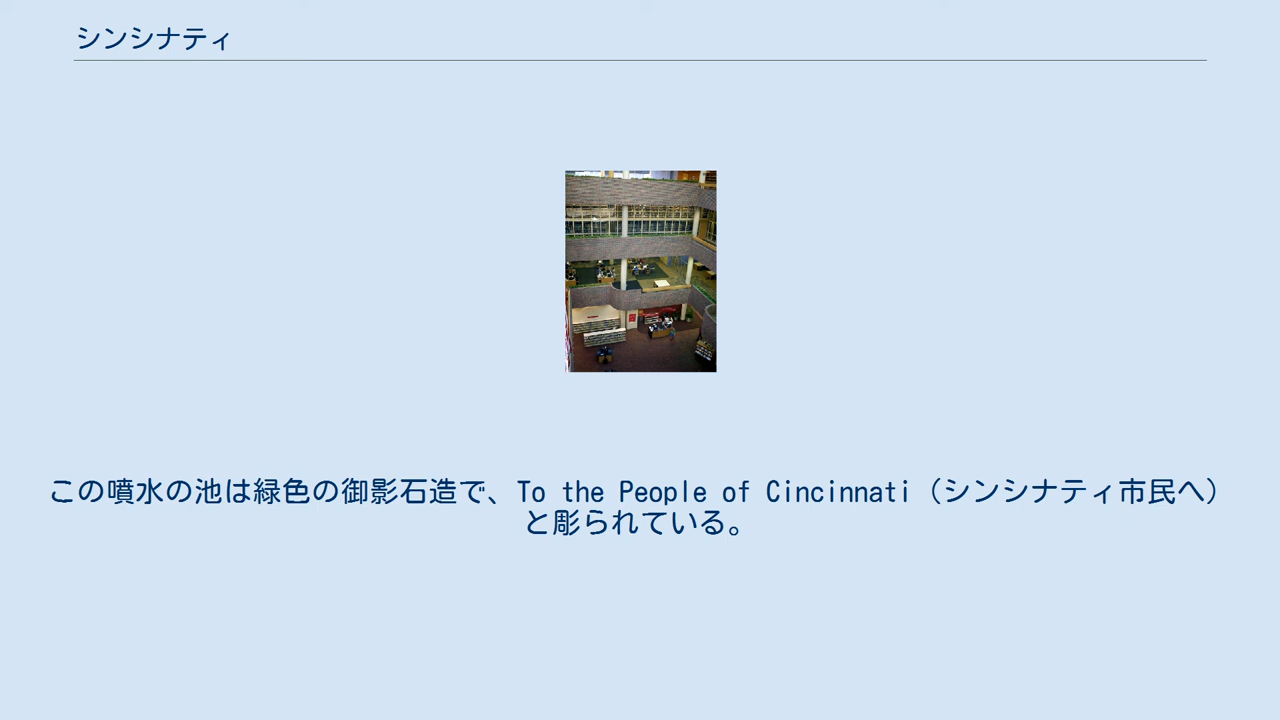 シンシナティ
この噴水の池は緑色の御影石造で、To the People of Cincinnati（シンシナティ市民へ）
と彫られている。